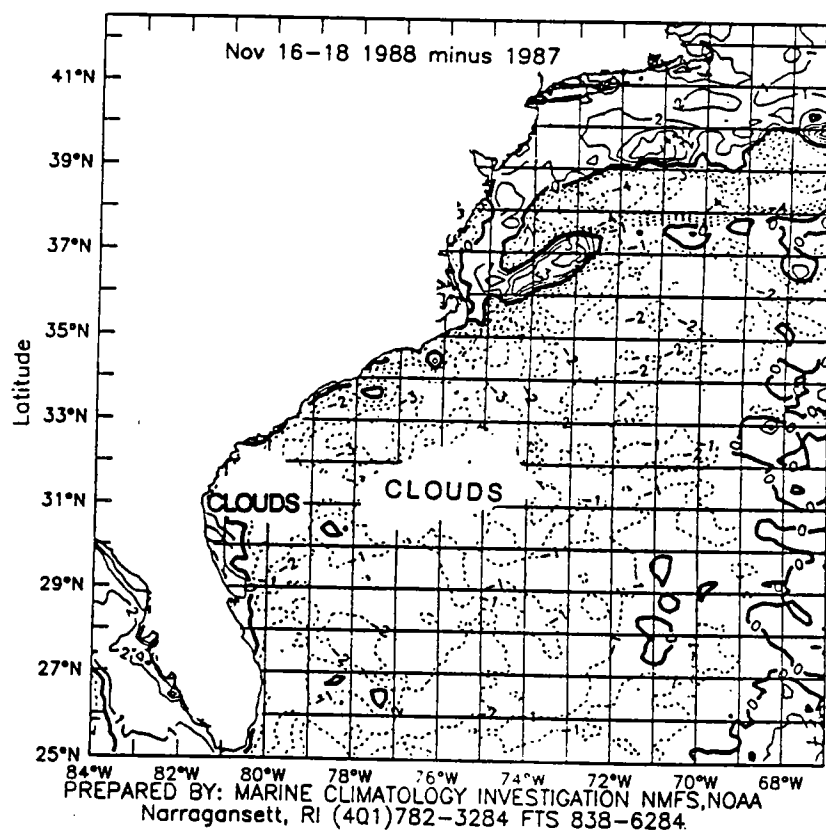 Nov 16-18 1988 minus 1987
41°N
39°N
37°N
35°N
33°N
31°N
29°N
27°N
25°N
Latitude
CLOUDS
CLOUDS
84°W 80°W 78°W 76°W 74°W 72°W 70°W 68°W
PREPARED BY: MARINE CLIMATOLOGY INVESTIGATION NMFS,NOAA
Narragansett, RI (401)782-3284 FTS 838-6284